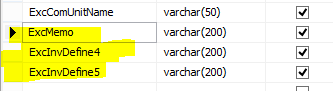 ExcComUnitName varchar(50)
ExcMemo varchar(200)
ExcInvDefine4 varchar(200)
ExcInvDefine5 varchar(200)